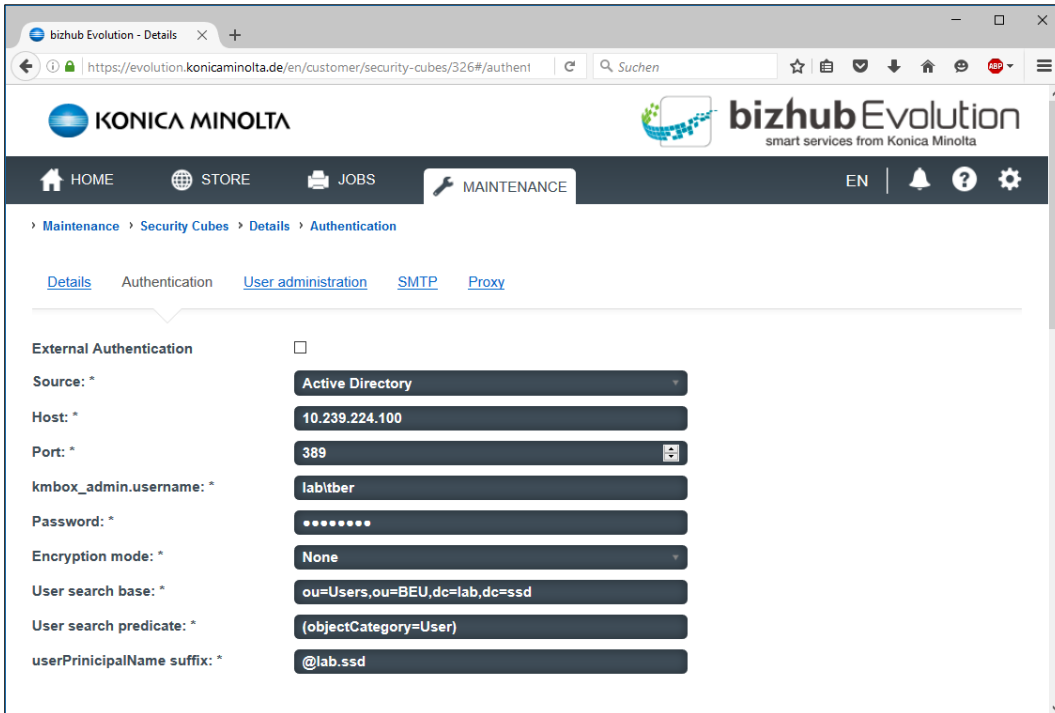 bizhub Evolution - Details
https://evolution.konicaminolta.de/en/customer/security-cubes/326#/authent
Suchen
ABP
KONICA MINOLTA
bizhub Evolution
smart services from Konica Minolta
HOME STORE JOBS MAINTENANCE EN
Maintenance › Security Cubes › Details › Authentication
Details Authentication User administration SMTP Proxy
External Authentication
Source: * Active Directory
Host: * 10.239.224.100
Port: * 389
kmbox_admin.username: * lab\tber
Password: * ●●●●●●●●
Encryption mode: * None
User search base: * ou=Users,ou=BEU,dc=lab,dc=ssd
User search predicate: * (objectCategory=User)
userPrinicipalName suffix: * @lab.ssd